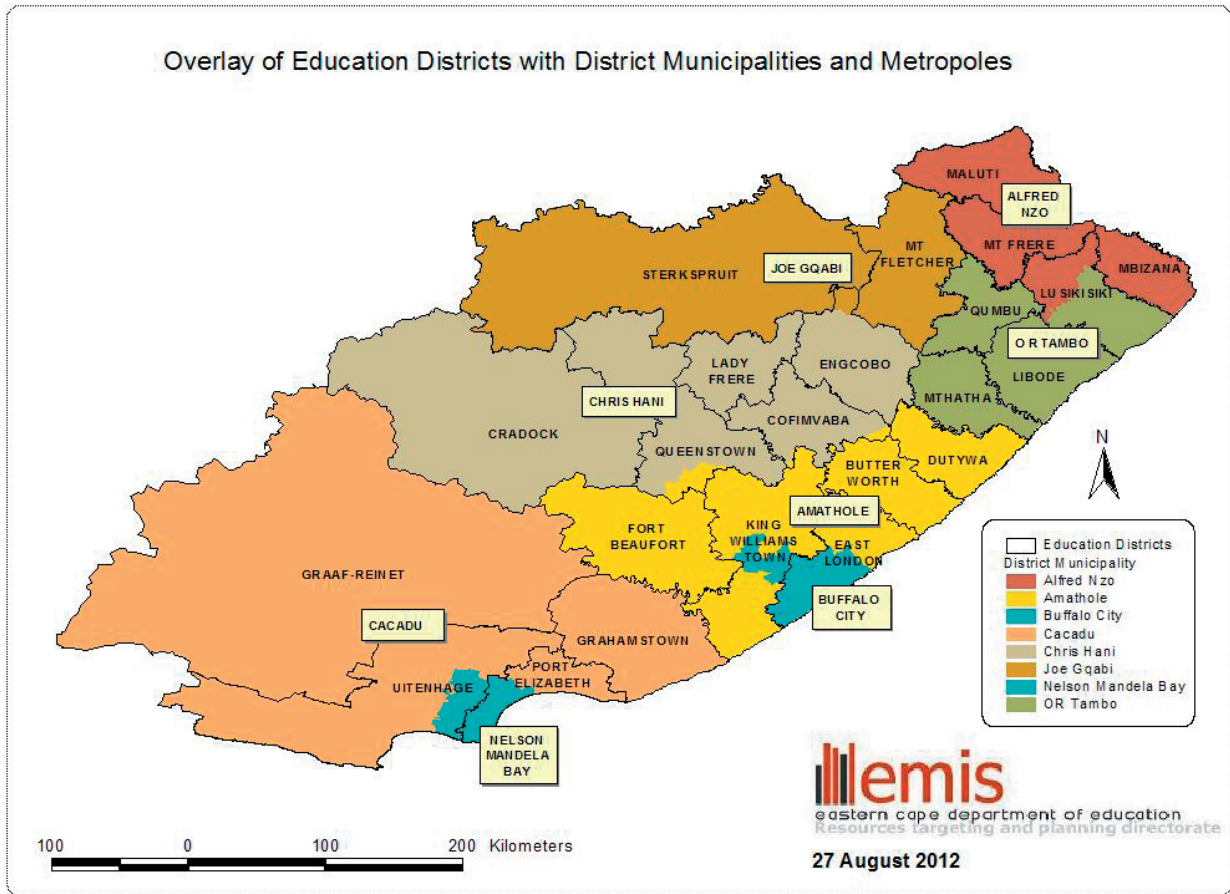 Overlay of Education Districts with District Municipalities and Metropoles
MALUTI
ALFRED
NZO
MT FRERE
MT
FLETCHER
MBIZANA
JOE GQABI
STERKSPRUIT
LUSIKISIKI
QUMBU
O R TAMBO
LADY
FRERE
ENGCOBO
LIBODE
MTHATHA
CHRIS HANI
COFIMVABA
CRADOCK
QUEENSTOWN
DUTYWA
BUTTER
WORTH
N
AMATHOLE
FORT
BEAUFORT
KING
WILLIAMS
TOWN
EAST
LONDON
GRAAF-REINET
BUFFALO
CITY
CACADU
GRAHAMSTOWN
PORT
ELIZABETH
UITENHAGE
NELSON
MANDELA
BAY
Education Districts
District Municipality
Alfred Nzo
Amathole
Buffalo City
Cacadu
Chris Hani
Joe Gqabi
Nelson Mandela Bay
OR Tambo
emis
eastern cape department of education
Resources targeting and planning directorate
27 August 2012
100 0 100 200 Kilometers